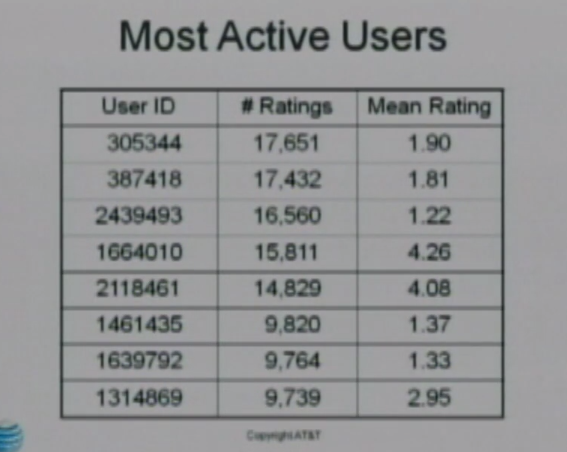 Most Active Users
User ID # Ratings Mean Rating
305344 17,651 1.90
387418 17,432 1.81
2439493 16,560 1.22
1664010 15,811 4.26
2118461 14,829 4.08
1461435 9,820 1.37
1639792 9,764 1.33
1314869 9,739 2.95
Copyright AT&T